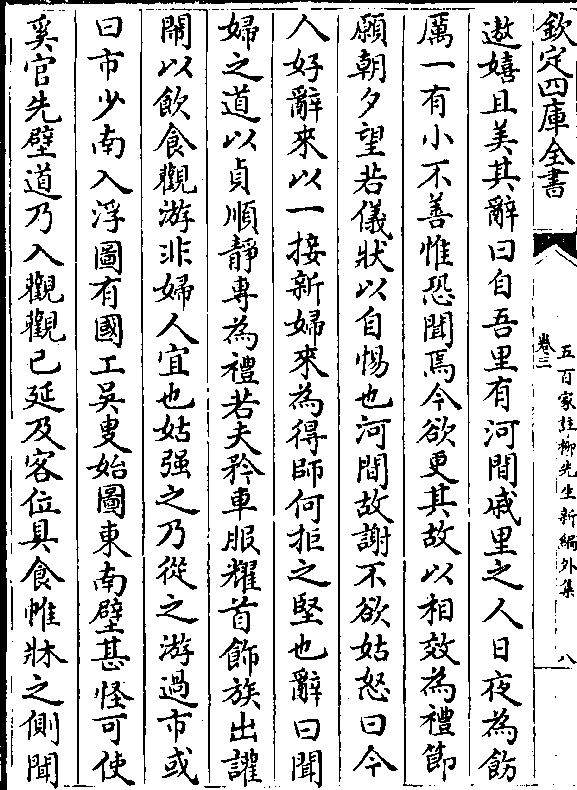 欽定四庫全書
五百家註柳先生新編外集
卷三
八
遨嬉且美其辭曰自吾里有河間戚里之人日夜為飭
厲一有小不善惟恐聞焉今欲更其故以相效為禮節
願朝夕望若儀狀以自惕也河間故謝不欲姑怒曰今
人好辭來以一接新婦來為得師何拒之堅也辭曰聞
婦之道以貞順靜專為禮若夫矜車服耀首飾族出讙
閙以飲食觀游非婦人宜也姑强之乃從之游過市或
曰市少南入浮圖有國工吳叟始圖東南壁甚怪可使
奚官先壁道乃入觀觀已延及客位具食帷牀之側聞